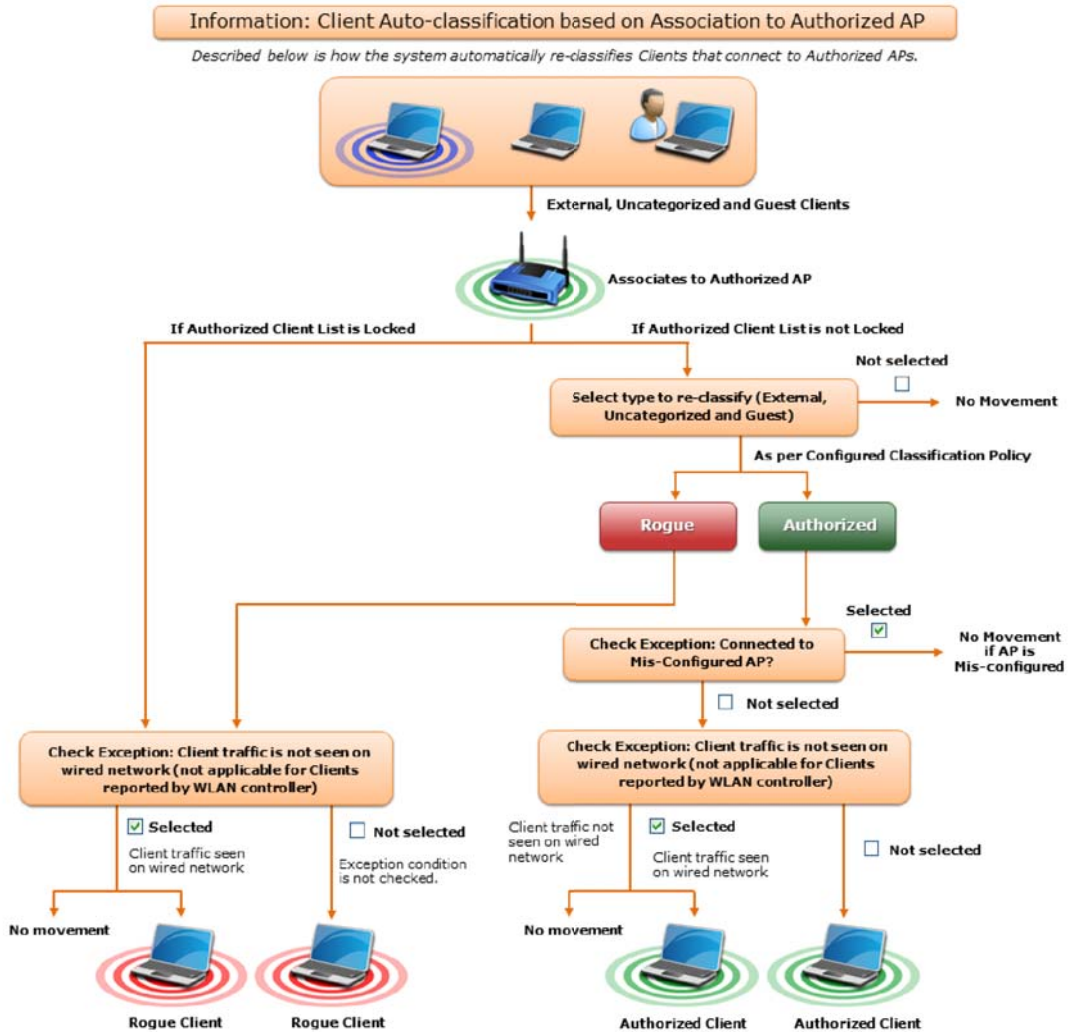 Information: Client Auto-classification based on Association to Authorized AP
Described below is how the system automatically re-classifies Clients that connect to Authorized APs.
External, Uncategorized and Guest Clients
Associates to Authorized AP
If Authorized Client List is Locked
If Authorized Client List is not Locked
Not selected
Select type to re-classify (External,
Uncategorized and Guest)
No Movement
As per Configured Classification Policy
Rogue
Authorized
Selected
Check Exception: Connected to
Mis-Configured AP?
No Movement
if AP is
Mis-configured
Not selected
Check Exception: Client traffic is not seen on
wired network (not applicable for Clients
reported by WLAN controller)
Check Exception: Client traffic is not seen on
wired network (not applicable for Clients
reported by WLAN controller)
Selected
Client traffic seen
on wired network
Not selected
Exception condition
is not checked.
Client traffic not
seen on wired
network
Selected
Client traffic seen
on wired network
Not selected
No movement
Rogue Client
Rogue Client
No movement
Authorized Client
Authorized Client